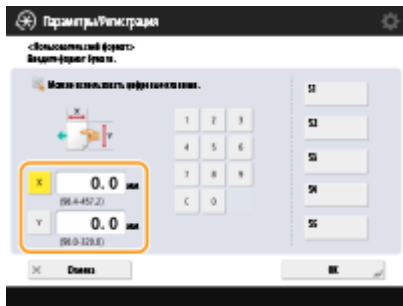 Параметры/Регистрация
<Пользовательский формат>
Введите формат бумаги.
Можно использовать цифровые клавиши.
X
Y
1 2 3
4 5 6
7 8 9
C 0
X 0.0 мм
(98.4-457.2)
Y 0.0 мм
(98.0-320.0)
S1
S2
S3
S4
S5
Отмена
OK